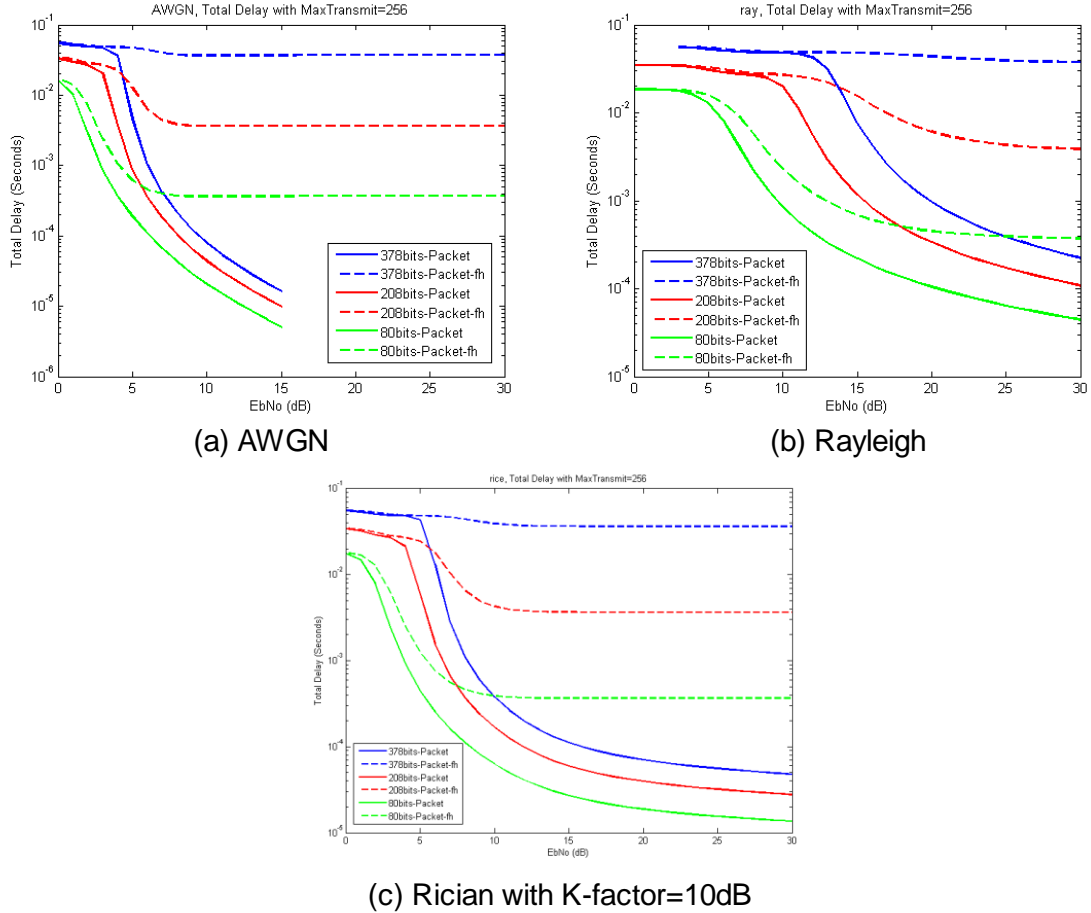 AWGN, Total Delay with MaxTransmit=256
Total Delay (Seconds)
10^-1
10^-2
10^-3
10^-4
10^-5
10^-6
0 5 10 15 20 25 30
EbNo (dB)
378bits-Packet
378bits-Packet-fh
208bits-Packet
208bits-Packet-fh
80bits-Packet
80bits-Packet-fh
(a) AWGN
ray, Total Delay with MaxTransmit=256
Total Delay (Seconds)
10^-1
10^-2
10^-3
10^-4
10^-5
0 5 10 15 20 25 30
EbNo (dB)
378bits-Packet
378bits-Packet-fh
208bits-Packet
208bits-Packet-fh
80bits-Packet
80bits-Packet-fh
(b) Rayleigh
rice, Total Delay with MaxTransmit=256
Total Delay (Seconds)
10^-1
10^-2
10^-3
10^-4
10^-5
0 5 10 15 20 25 30
EbNo (dB)
378bits-Packet
378bits-Packet-fh
208bits-Packet
208bits-Packet-fh
80bits-Packet
80bits-Packet-fh
(c) Rician with K-factor=10dB